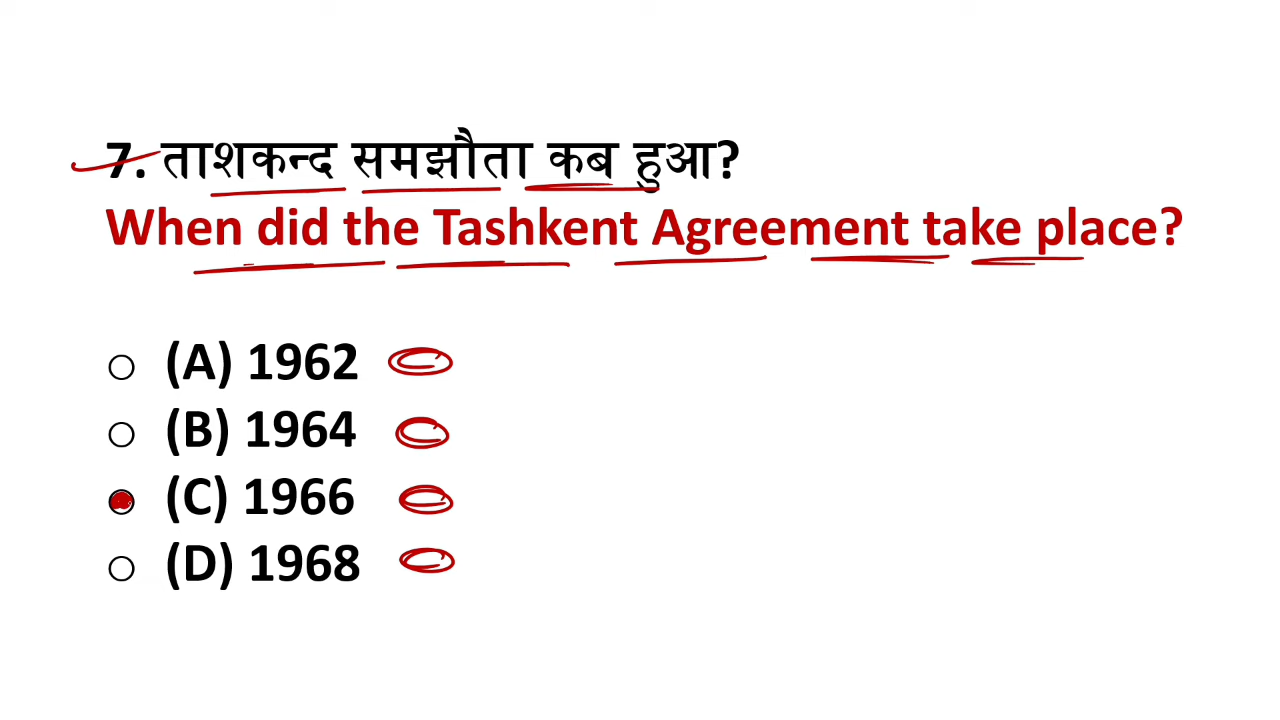 7. ताशकन्द समझौता कब हुआ?
When did the Tashkent Agreement take place?
(A) 1962
(B) 1964
(C) 1966
(D) 1968